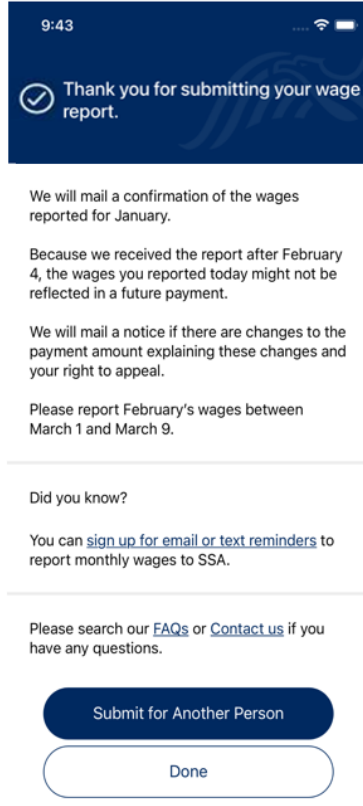 9:43
Thank you for submitting your wage
report.
We will mail a confirmation of the wages
reported for January.
Because we received the report after February
4, the wages you reported today might not be
reflected in a future payment.
We will mail a notice if there are changes to the
payment amount explaining these changes and
your right to appeal.
Please report February's wages between
March 1 and March 9.
Did you know?
You can sign up for email or text reminders to
report monthly wages to SSA.
Please search our FAQs or Contact us if you
have any questions.
Submit for Another Person
Done